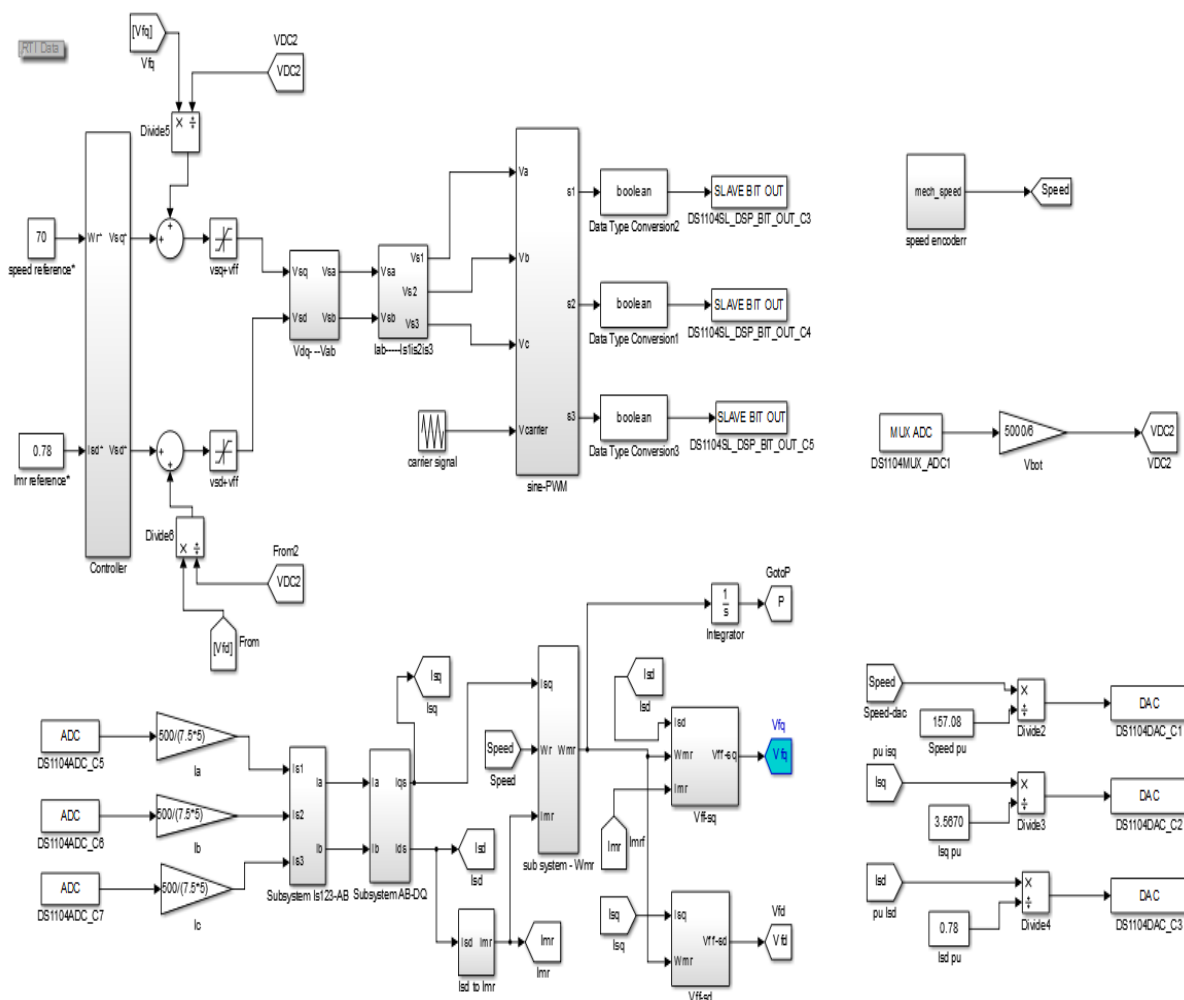 RTI Data
[Vfq]
Vfq
VDC2
VDC2
× ÷
Divide5
70
speed reference*
Wr*
Vsq*
+
+
vsq+vff
0.78
Imr reference*
Isd*
Vsd*
+
+
vsd+vff
Controller
Divide6
× ÷
From2
VDC2
[Vfd]
From
Vsq
Vsd
Vsa
Vsb
Vdq- --Vab
Vsa
Vsb
Vs1
Vs2
Vs3
Iab-----Is1is2is3
carrier signal
Va
Vb
Vc
Vcarrier
s1
s2
s3
sine-PWM
boolean
Data Type Conversion2
SLAVE BIT OUT
DS1104SL_DSP_BIT_OUT_C3
boolean
Data Type Conversion1
SLAVE BIT OUT
DS1104SL_DSP_BIT_OUT_C4
boolean
Data Type Conversion3
SLAVE BIT OUT
DS1104SL_DSP_BIT_OUT_C5
mech_speed
speed encoderr
Speed
MUX ADC
DS1104MUX_ADC1
5000/6
Vbot
VDC2
VDC2
ADC
DS1104ADC_C5
500/(7.5*5)
Ia
ADC
DS1104ADC_C6
500/(7.5*5)
Ib
ADC
DS1104ADC_C7
500/(7.5*5)
Ic
Is1
Is2
Is3
Ia
Ib
Subsystem Is123-AB
Ia
Ib
Iqs
Ids
Subsystem AB-DQ
Isq
Isq
Isd
Isd
Isd
Imr
Isd to Imr
Imr
Imr
Speed
Speed
Isq
Wr
Imr
Wmr
sub system - Wmr
1
s
Integrator
GotoP
P
Isd
Isd
Imr
Imrf
Isd
Wmr
Imr
Vff-sq
Vff-sq
Vfq
Vfq
Isq
Isq
Isq
Wmr
Vff-sd
Vff-sd
Vfd
Vfd
Speed
Speed-dac
157.08
Speed pu
×
÷
Divide2
DAC
DS1104DAC_C1
pu isq
Isq
3.5670
Isq pu
×
÷
Divide3
DAC
DS1104DAC_C2
Isd
pu Isd
0.78
Isd pu
×
÷
Divide4
DAC
DS1104DAC_C3